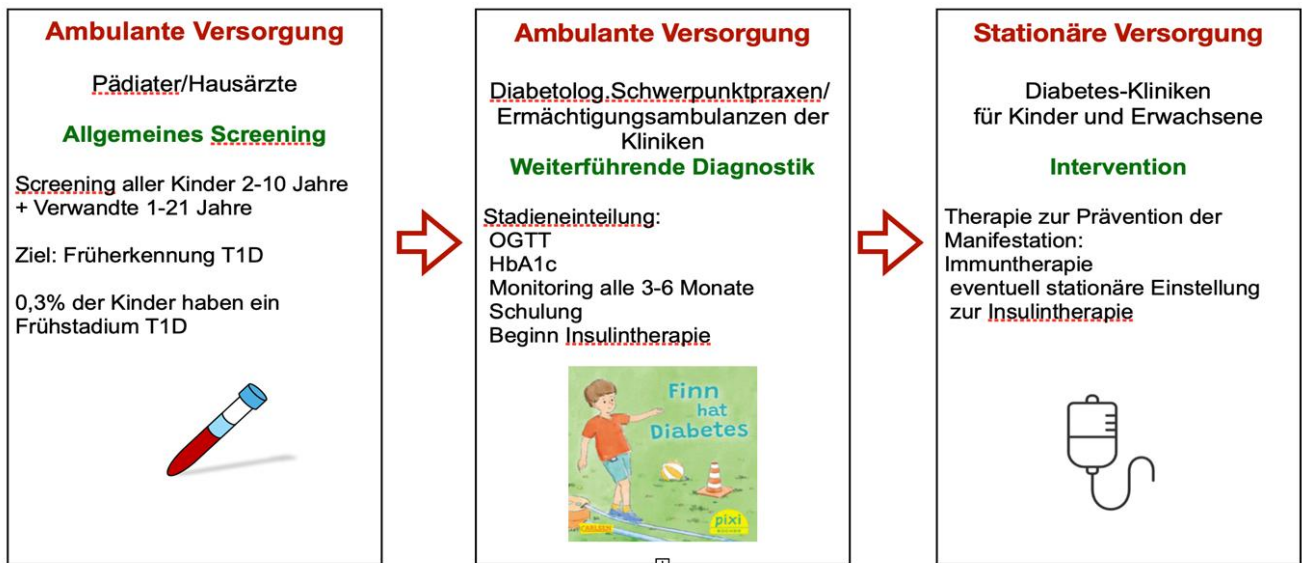 Ambulante Versorgung
Pädiater/Hausärzte
Allgemeines Screening
Screening aller Kinder 2-10 Jahre
+ Verwandte 1-21 Jahre
Ziel: Früherkennung T1D
0,3% der Kinder haben ein
Frühstadium T1D
Ambulante Versorgung
Diabetolog.Schwerpunktpraxen/
Ermächtigungsambulanzen der
Kliniken
Weiterführende Diagnostik
Stadieneinteilung:
OGTT
HbA1c
Monitoring alle 3-6 Monate
Schulung
Beginn Insulintherapie
Finn
hat
Diabetes
CARLSEN
pixi
BÜCHER
Stationäre Versorgung
Diabetes-Kliniken
für Kinder und Erwachsene
Intervention
Therapie zur Prävention der
Manifestation:
Immuntherapie
eventuell stationäre Einstellung
zur Insulintherapie